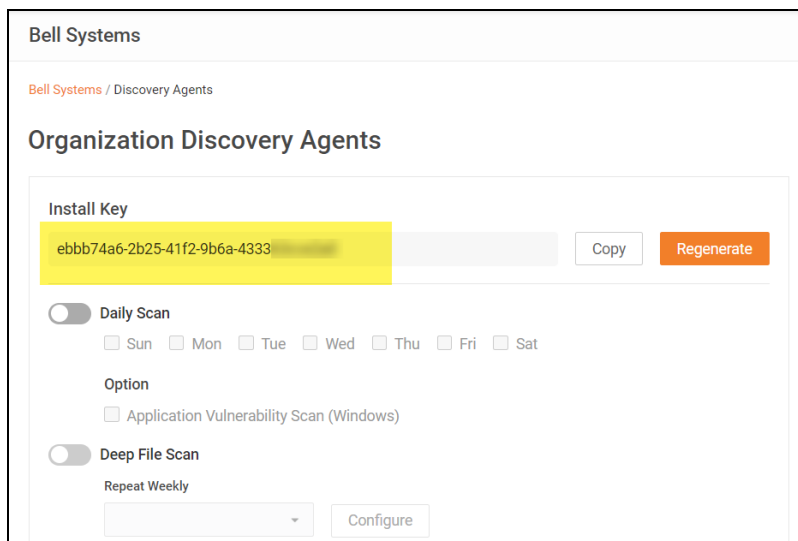 Bell Systems
Bell Systems / Discovery Agents
Organization Discovery Agents
Install Key
ebbb74a6-2b25-41f2-9b6a-4333
Copy
Regenerate
Daily Scan
Sun Mon Tue Wed Thu Fri Sat
Option
Application Vulnerability Scan (Windows)
Deep File Scan
Repeat Weekly
Configure